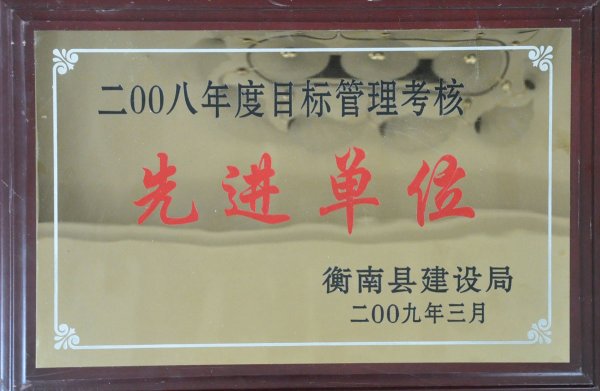 二00八年度目标管理考核
先进单位
衡南县建设局
二00九年三月